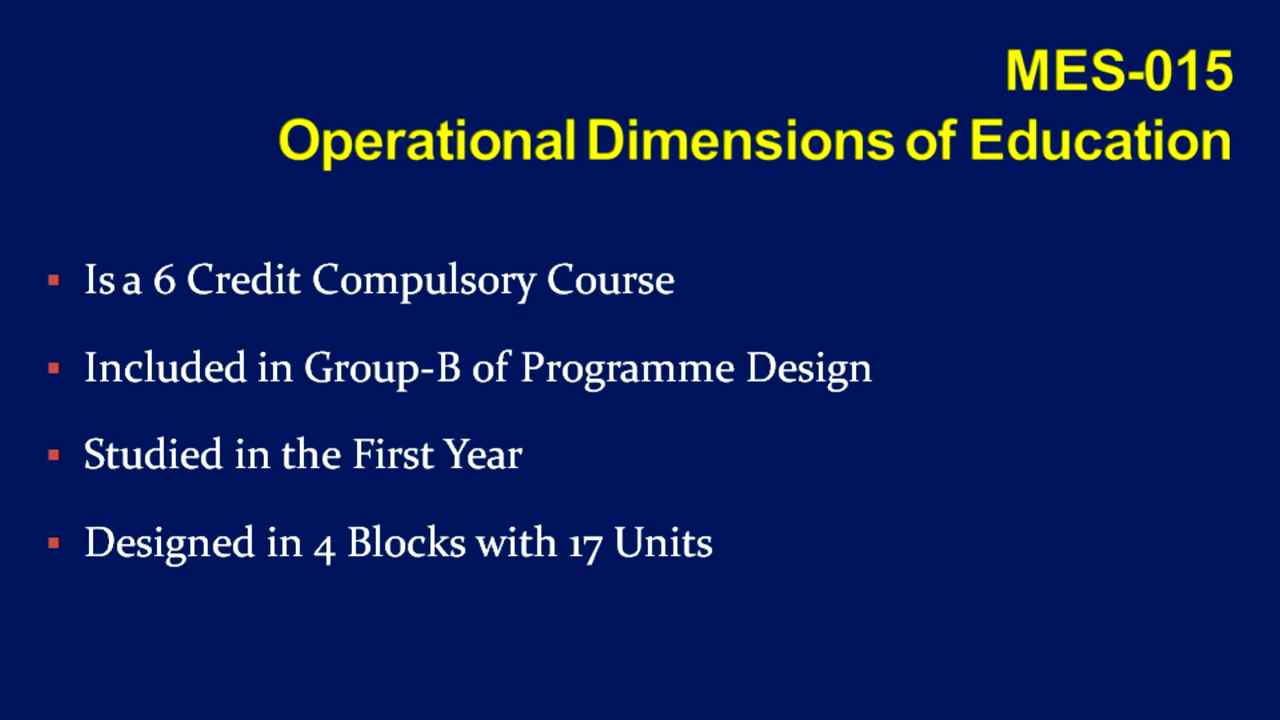 MES-015
Operational Dimensions of Education
Is a 6 Credit Compulsory Course
Included in Group-B of Programme Design
Studied in the First Year
Designed in 4 Blocks with 17 Units